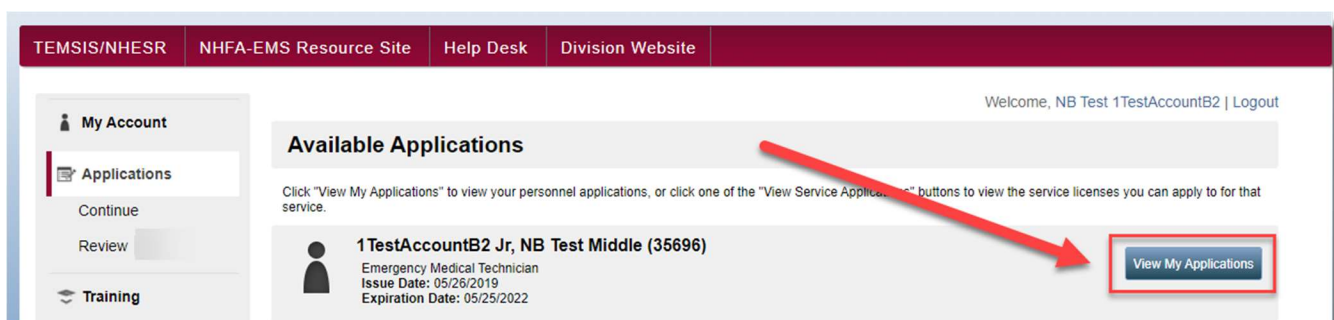 TEMSIS/NHESR NHFA-EMS Resource Site Help Desk Division Website
Welcome, NB Test 1TestAccountB2 | Logout
My Account
Applications
Continue
Review
Training
Available Applications
Click "View My Applications" to view your personnel applications, or click one of the "View Service Applications" buttons to view the service licenses you can apply to for that
service.
1TestAccountB2 Jr, NB Test Middle (35696)
Emergency Medical Technician
Issue Date: 05/26/2019
Expiration Date: 05/25/2022
View My Applications